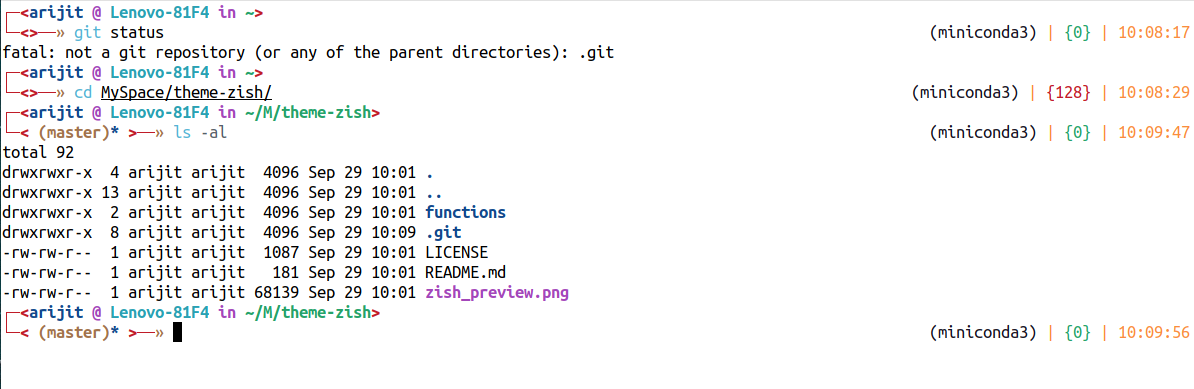 ┌─<arijit @ Lenovo-81F4 in ~>
└─<>──» git status (miniconda3) | {0} | 10:08:17
fatal: not a git repository (or any of the parent directories): .git
┌─<arijit @ Lenovo-81F4 in ~>
└─<>──» cd MySpace/theme-zish/ (miniconda3) | {128} | 10:08:29
┌─<arijit @ Lenovo-81F4 in ~/M/theme-zish>
└─< (master)* >──» ls -al (miniconda3) | {0} | 10:09:47
total 92
drwxrwxr-x  4 arijit arijit  4096 Sep 29 10:01 .
drwxrwxr-x 13 arijit arijit  4096 Sep 29 10:01 ..
drwxrwxr-x  2 arijit arijit  4096 Sep 29 10:01 functions
drwxrwxr-x  8 arijit arijit  4096 Sep 29 10:09 .git
-rw-rw-r--  1 arijit arijit  1087 Sep 29 10:01 LICENSE
-rw-rw-r--  1 arijit arijit   181 Sep 29 10:01 README.md
-rw-rw-r--  1 arijit arijit 68139 Sep 29 10:01 zish_preview.png
┌─<arijit @ Lenovo-81F4 in ~/M/theme-zish>
└─< (master)* >──» (miniconda3) | {0} | 10:09:56